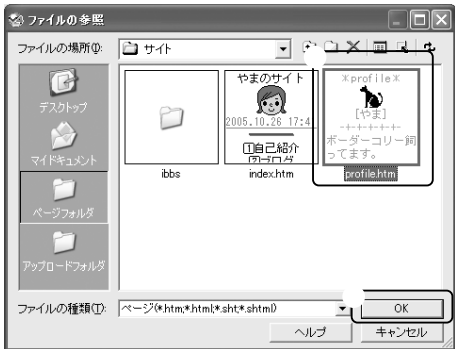 ファイルの参照
ファイルの場所(I):
サイト
デスクトップ
マイドキュメント
ページフォルダ
アップロードフォルダ
ibbs
やまのサイト
2005.10.26 17:4
1自己紹介
2ブログ
index.htm
*profile*
[やま]
-+-+-+-+-+-
ボーダーコリー飼
ってます。
profile.htm
ファイルの種類(T):
ページ(*.htm;*.html;*.sht;*.shtml)
OK
ヘルプ
キャンセル